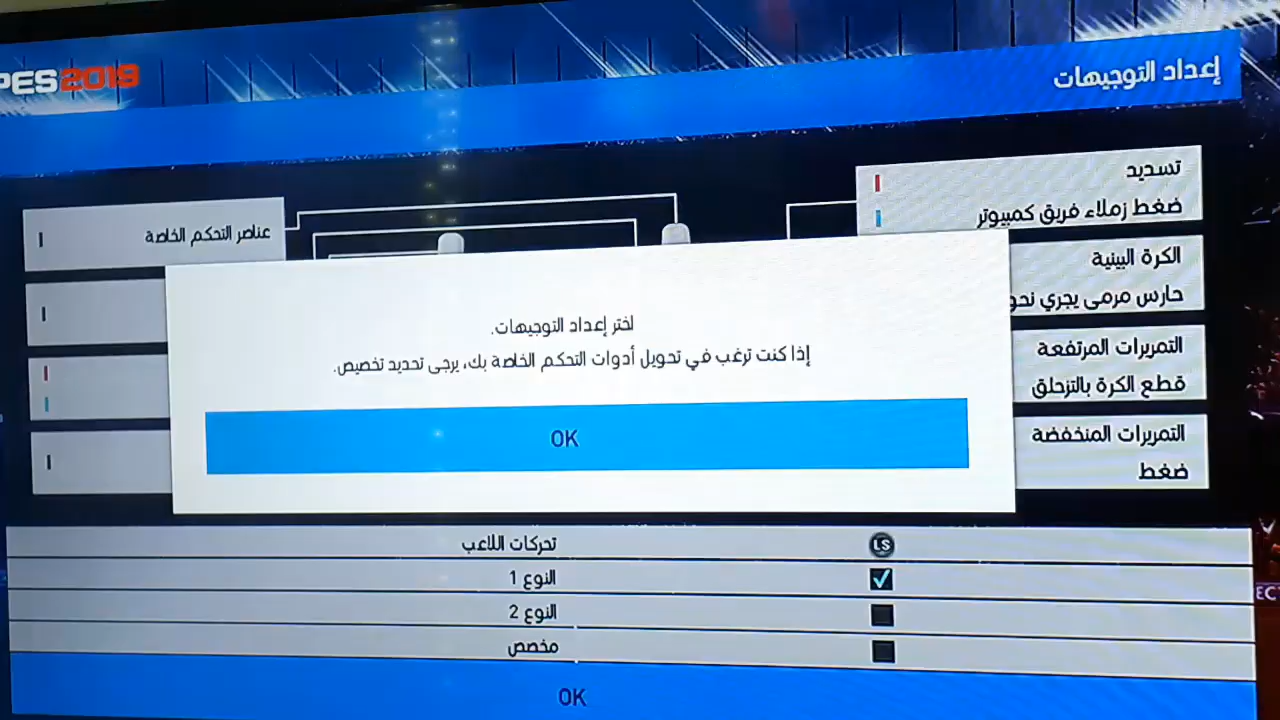 PES2019
إعداد التوجيهات
تسديد
ضغط زملاء فريق كمبيوتر
عناصر التحكم الخاصة
الكرة البينية
حارس مرمى يجري نحو
التمريرات المرتفعة
قطع الكرة بالتزحلق
التمريرات المنخفضة
ضغط
اختر إعداد التوجيهات.
إذا كنت ترغب في تحويل أدوات التحكم الخاصة بك، يرجى تحديد تخصيص.
OK
LS تحركات اللاعب
النوع 1
النوع 2
مخصص
OK